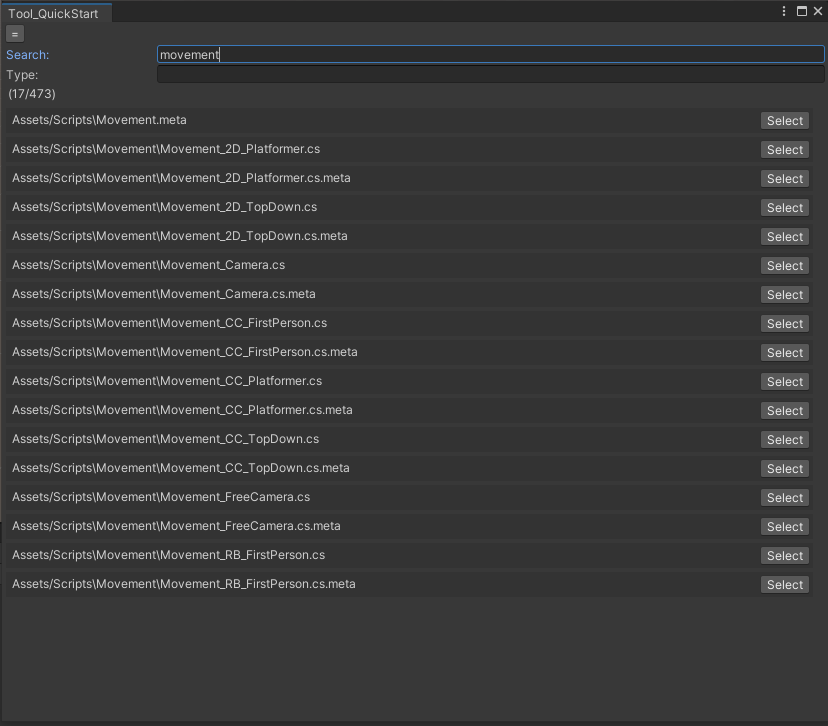 Tool_QuickStart
=
Search: movement
Type:
(17/473)
Assets/Scripts\Movement.meta Select
Assets/Scripts\Movement\Movement_2D_Platformer.cs Select
Assets/Scripts\Movement\Movement_2D_Platformer.cs.meta Select
Assets/Scripts\Movement\Movement_2D_TopDown.cs Select
Assets/Scripts\Movement\Movement_2D_TopDown.cs.meta Select
Assets/Scripts\Movement\Movement_Camera.cs Select
Assets/Scripts\Movement\Movement_Camera.cs.meta Select
Assets/Scripts\Movement\Movement_CC_FirstPerson.cs Select
Assets/Scripts\Movement\Movement_CC_FirstPerson.cs.meta Select
Assets/Scripts\Movement\Movement_CC_Platformer.cs Select
Assets/Scripts\Movement\Movement_CC_Platformer.cs.meta Select
Assets/Scripts\Movement\Movement_CC_TopDown.cs Select
Assets/Scripts\Movement\Movement_CC_TopDown.cs.meta Select
Assets/Scripts\Movement\Movement_FreeCamera.cs Select
Assets/Scripts\Movement\Movement_FreeCamera.cs.meta Select
Assets/Scripts\Movement\Movement_RB_FirstPerson.cs Select
Assets/Scripts\Movement\Movement_RB_FirstPerson.cs.meta Select